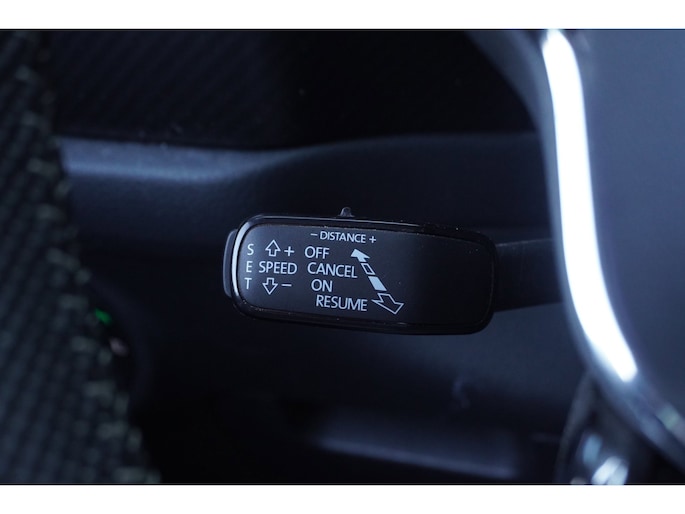 – DISTANCE +
S + OFF
E SPEED CANCEL
T – ON
RESUME